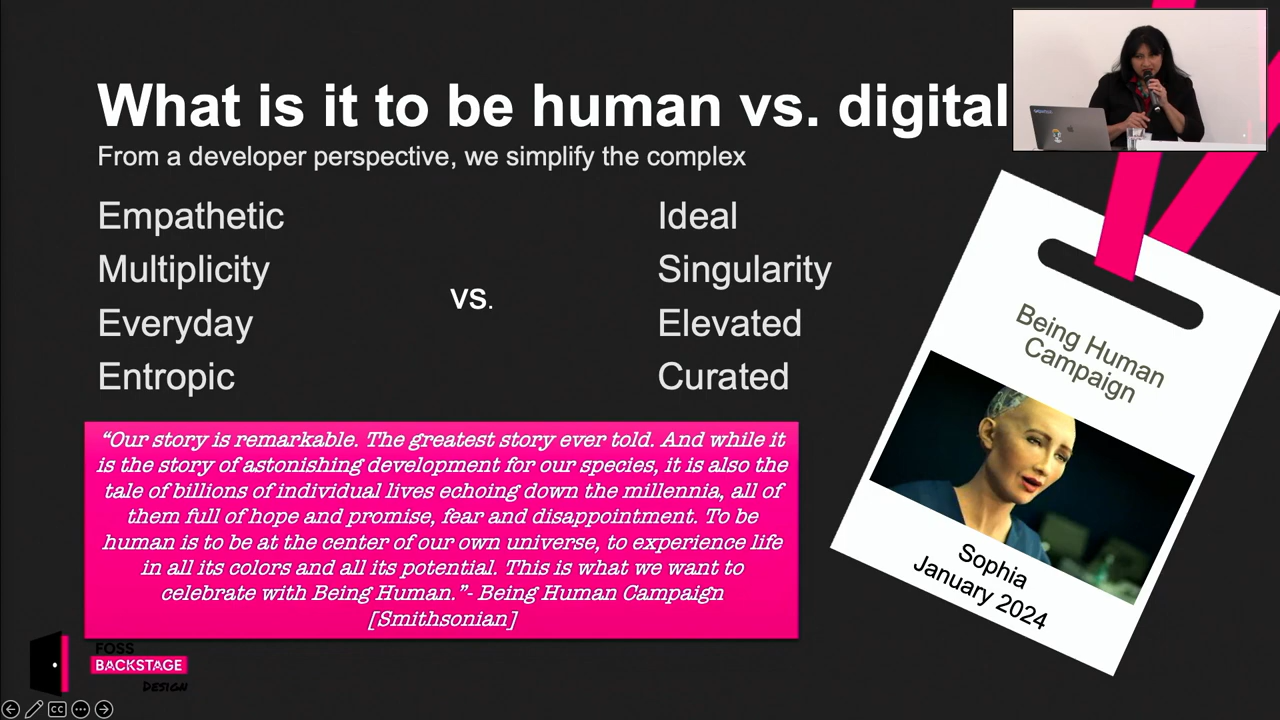 What is it to be human vs. digital
From a developer perspective, we simplify the complex
Empathetic
Multiplicity
Everyday
Entropic
vs.
Ideal
Singularity
Elevated
Curated
“Our story is remarkable. The greatest story ever told. And while it
is the story of astonishing development for our species, it is also the
tale of billions of individual lives echoing down the millennia, all of
them full of hope and promise, fear and disappointment. To be
human is to be at the center of our own universe, to experience life
in all its colors and all its potential. This is what we want to
celebrate with Being Human.”- Being Human Campaign
[Smithsonian]
Being Human
Campaign
Sophia
January 2024
FOSS
BACKSTAGE
DESIGN
CC